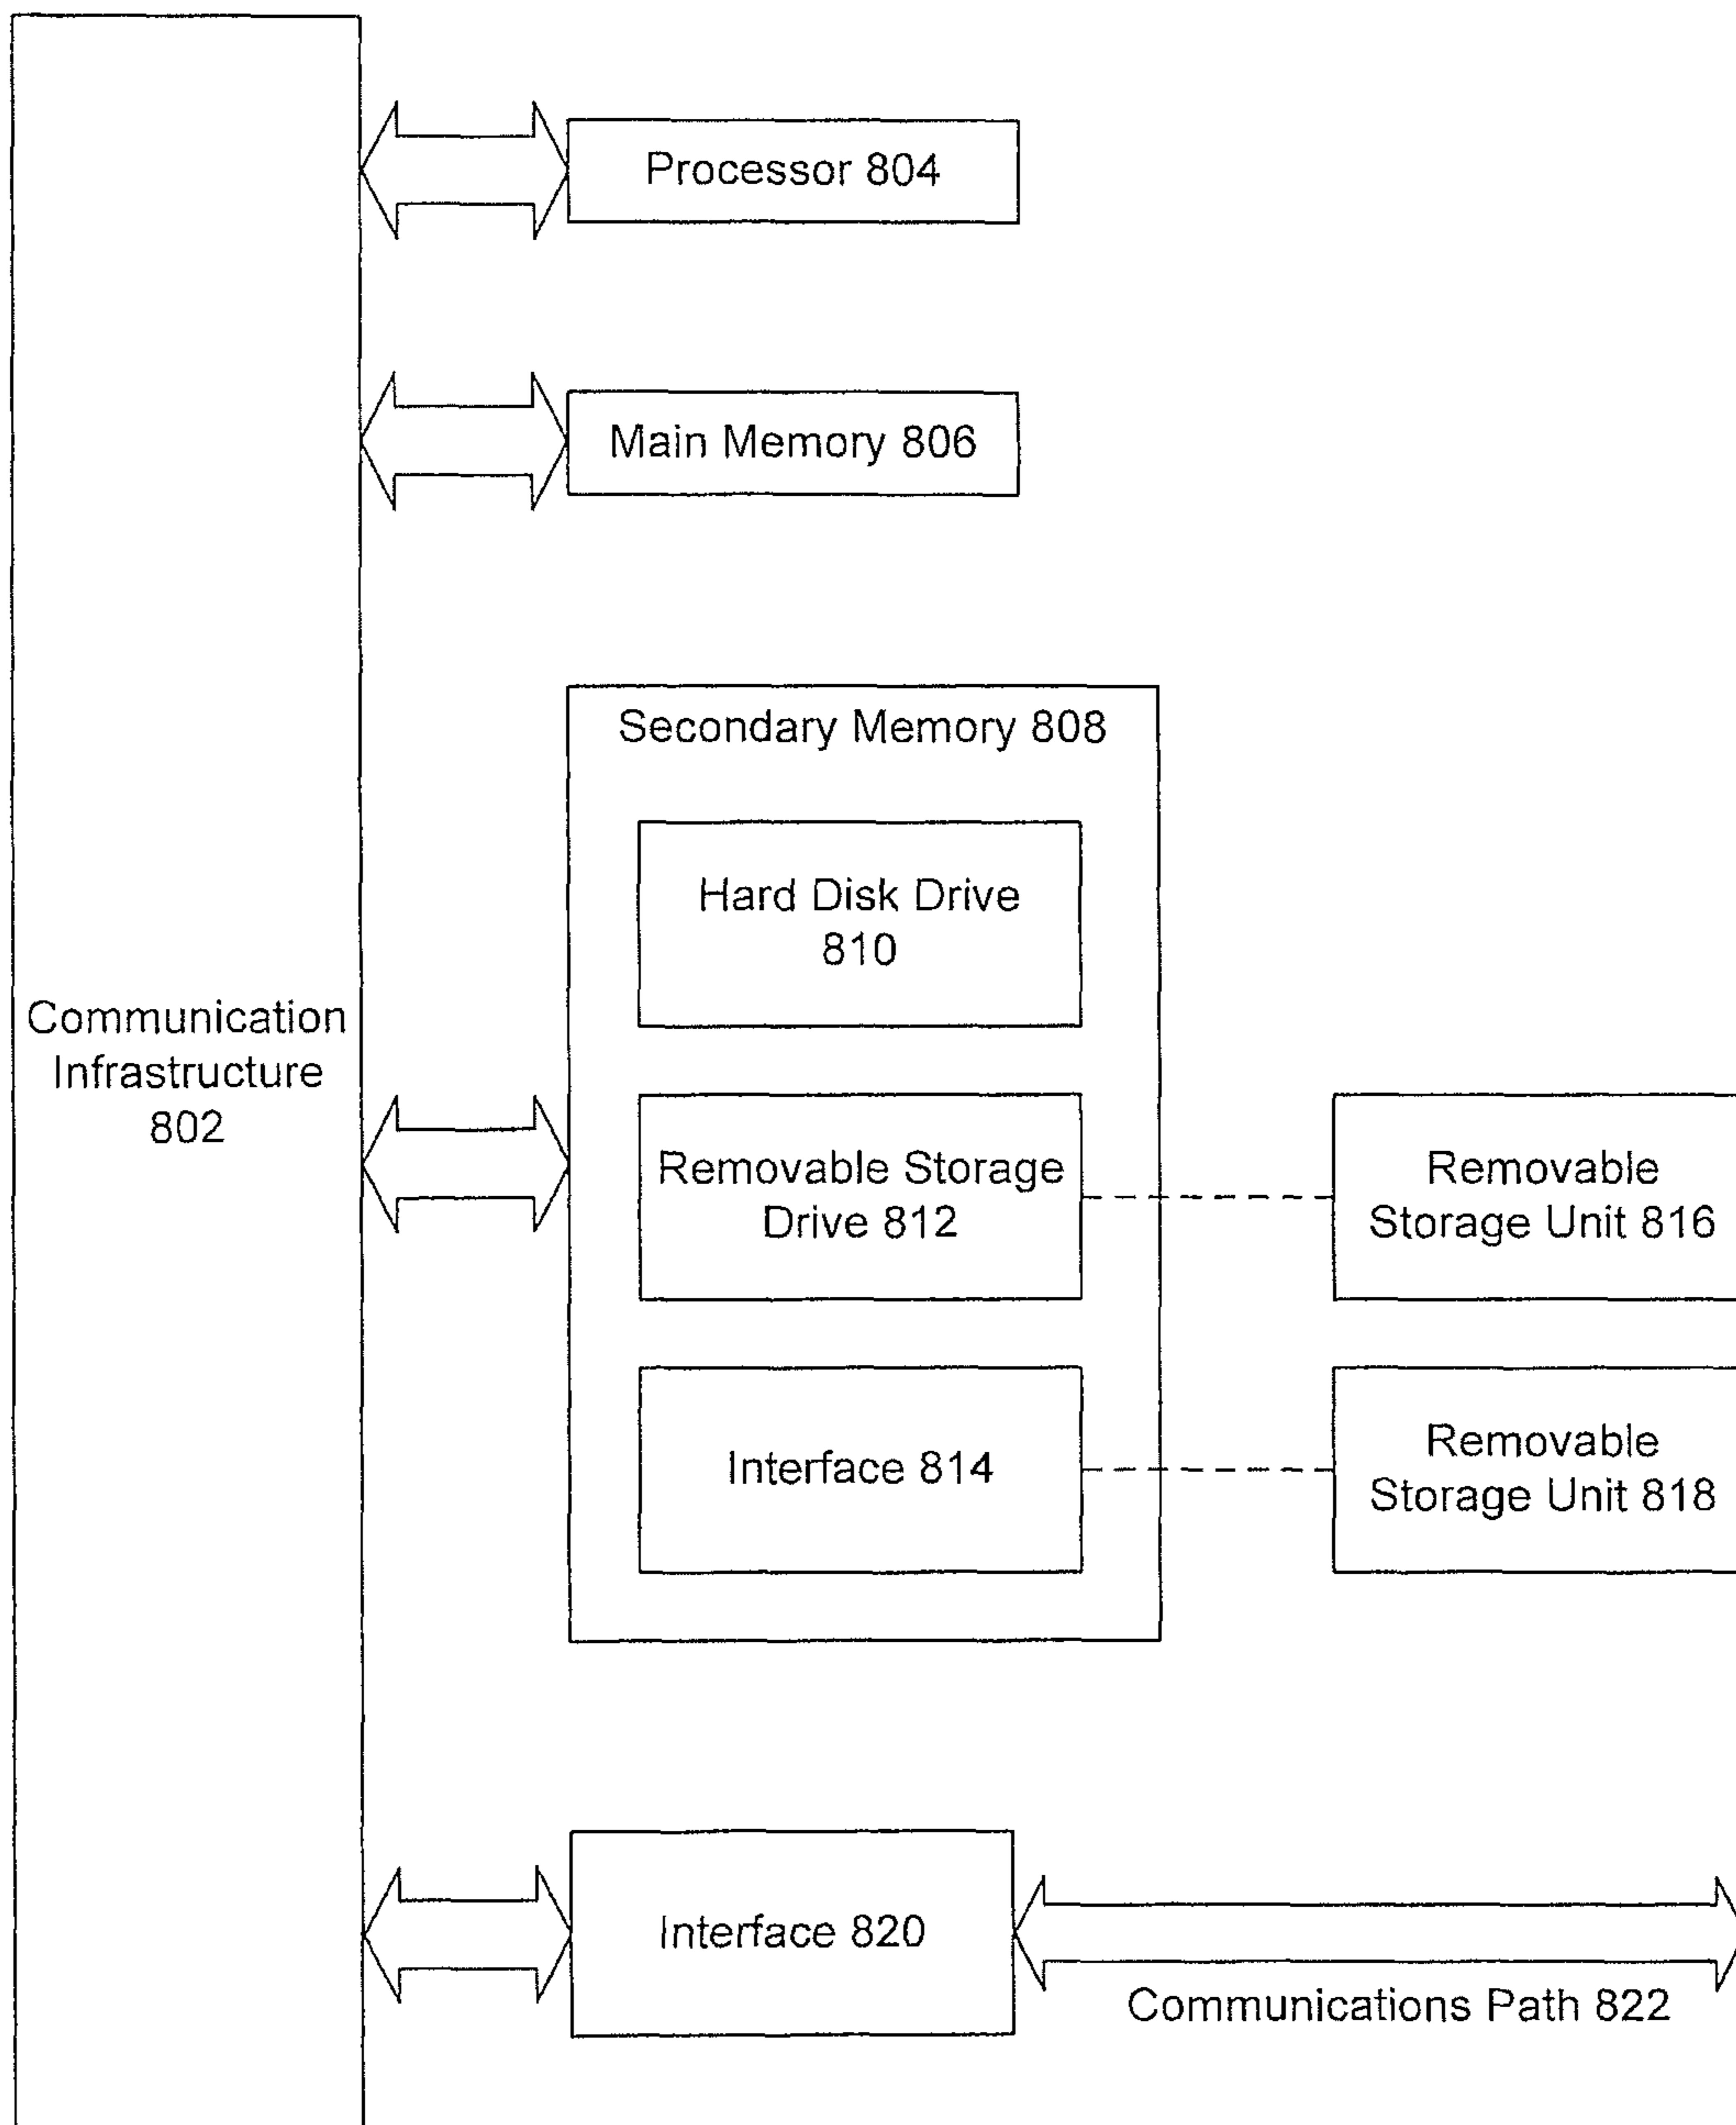 Processor 804
Main Memory 806
Secondary Memory 808
Hard Disk Drive
810
Communication
Infrastructure
802
Removable Storage
Drive 812
Removable
Storage Unit 816
Interface 814
Removable
Storage Unit 818
Interface 820
Communications Path 822